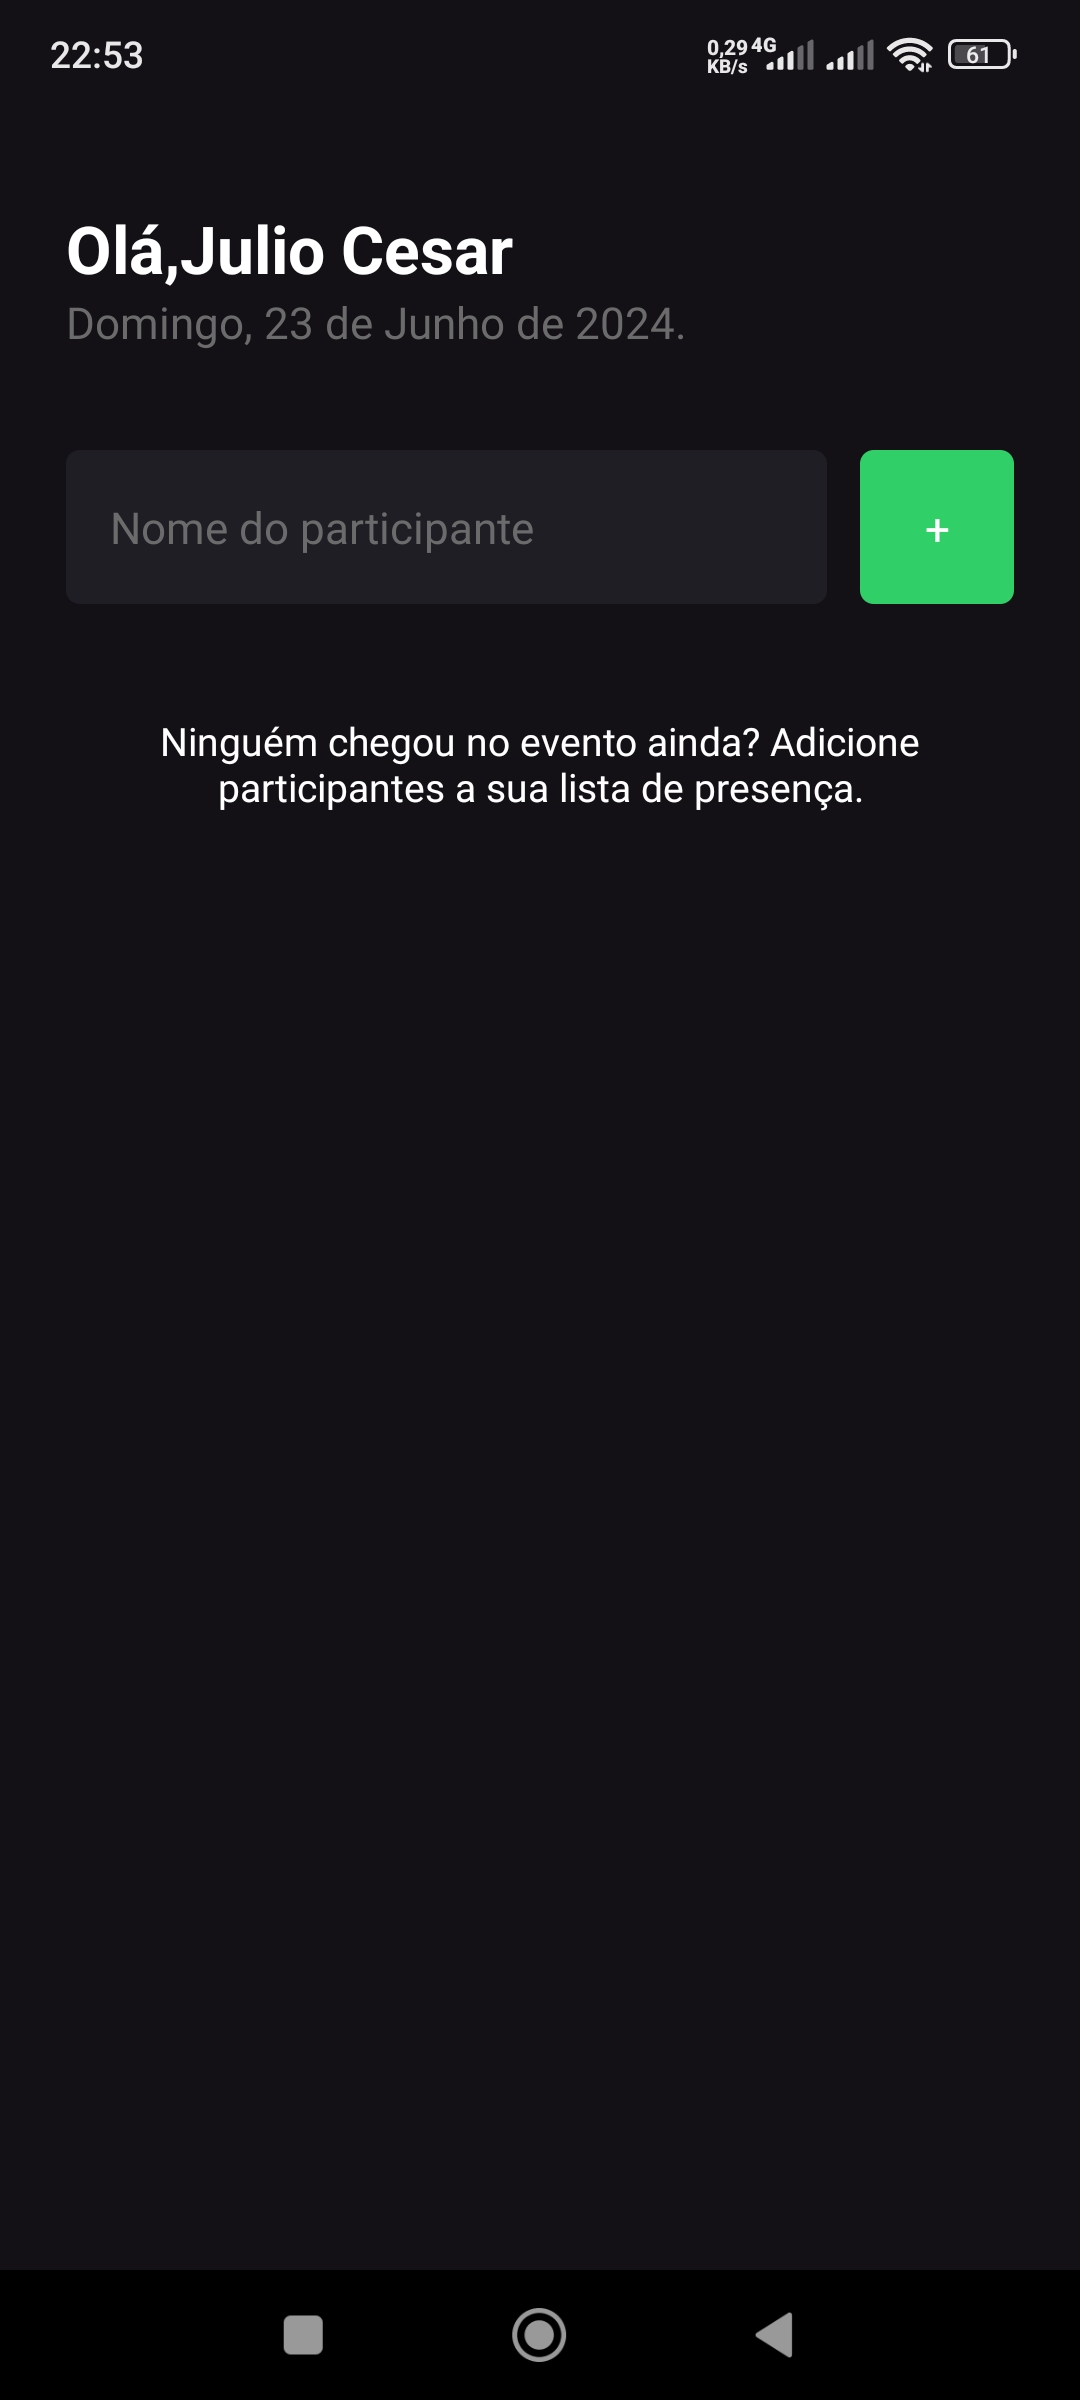 22:53
0,29 4G
KB/s
61
Olá,Julio Cesar
Domingo, 23 de Junho de 2024.
Nome do participante
+
Ninguém chegou no evento ainda? Adicione
participantes a sua lista de presença.